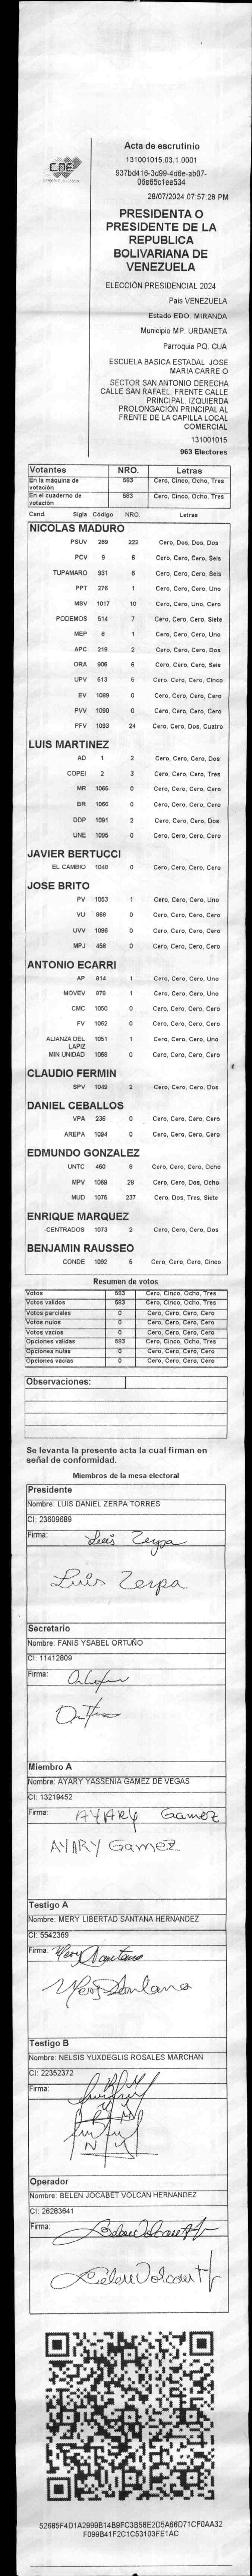 CNE
Acta de escrutinio
131001015.03.1.0001
937bd416-3d99-4d6e-ab07-
06e65c1ee534
28/07/2024 07:57:28 PM
PRESIDENTA O
PRESIDENTE DE LA
REPUBLICA
BOLIVARIANA DE
VENEZUELA
ELECCIÓN PRESIDENCIAL 2024
Pais VENEZUELA
Estado EDO. MIRANDA
Municipio MP. URDANETA
Parroquia PQ. CUA
ESCUELA BASICA ESTADAL JOSE
MARIA CARRE O
SECTOR SAN ANTONIO DERECHA
CALLE SAN RAFAEL. FRENTE CALLE
PRINCIPAL. IZQUIERDA
PROLONGACIÓN PRINCIPAL AL
FRENTE DE LA CAPILLA LOCAL
COMERCIAL
131001015
963 Electores
Votantes NRO. Letras
En la máquina de votación 583 Cero, Cinco, Ocho, Tres
En el cuaderno de votación 583 Cero, Cinco, Ocho, Tres
Cand. Sigla Código NRO. Letras
NICOLAS MADURO
PSUV 269 222 Cero, Dos, Dos, Dos
PCV 9 6 Cero, Cero, Cero, Seis
TUPAMARO 931 6 Cero, Cero, Cero, Seis
PPT 276 1 Cero, Cero, Cero, Uno
MSV 1017 10 Cero, Cero, Uno, Cero
PODEMOS 514 7 Cero, Cero, Cero, Siete
MEP 6 1 Cero, Cero, Cero, Uno
APC 219 2 Cero, Cero, Cero, Dos
ORA 906 6 Cero, Cero, Cero, Seis
UPV 513 5 Cero, Cero, Cero, Cinco
EV 1089 0 Cero, Cero, Cero, Cero
PVV 1090 0 Cero, Cero, Cero, Cero
PFV 1093 24 Cero, Cero, Dos, Cuatro
LUIS MARTINEZ
AD 1 2 Cero, Cero, Cero, Dos
COPEI 2 3 Cero, Cero, Cero, Tres
MR 1065 0 Cero, Cero, Cero, Cero
BR 1066 0 Cero, Cero, Cero, Cero
DDP 1091 2 Cero, Cero, Cero, Dos
UNE 1095 0 Cero, Cero, Cero, Cero
JAVIER BERTUCCI
EL CAMBIO 1048 0 Cero, Cero, Cero, Cero
JOSE BRITO
PV 1053 1 Cero, Cero, Cero, Uno
VU 868 0 Cero, Cero, Cero, Cero
UVV 1096 0 Cero, Cero, Cero, Cero
MPJ 458 0 Cero, Cero, Cero, Cero
ANTONIO ECARRI
AP 814 1 Cero, Cero, Cero, Uno
MOVEV 876 1 Cero, Cero, Cero, Uno
CMC 1050 0 Cero, Cero, Cero, Cero
FV 1062 0 Cero, Cero, Cero, Cero
ALIANZA DEL LAPIZ 1051 1 Cero, Cero, Cero, Uno
MIN UNIDAD 1068 0 Cero, Cero, Cero, Cero
CLAUDIO FERMIN
SPV 1049 2 Cero, Cero, Cero, Dos
DANIEL CEBALLOS
VPA 236 0 Cero, Cero, Cero, Cero
AREPA 1094 0 Cero, Cero, Cero, Cero
EDMUNDO GONZALEZ
UNTC 460 8 Cero, Cero, Cero, Ocho
MPV 1069 28 Cero, Cero, Dos, Ocho
MUD 1075 237 Cero, Dos, Tres, Siete
ENRIQUE MARQUEZ
CENTRADOS 1073 2 Cero, Cero, Cero, Dos
BENJAMIN RAUSSEO
CONDE 1092 5 Cero, Cero, Cero, Cinco
Resumen de votos
Votos 583 Cero, Cinco, Ocho, Tres
Votos validos 583 Cero, Cinco, Ocho, Tres
Votos parciales 0 Cero, Cero, Cero, Cero
Votos nulos 0 Cero, Cero, Cero, Cero
Votos vacios 0 Cero, Cero, Cero, Cero
Opciones validas 583 Cero, Cinco, Ocho, Tres
Opciones nulas 0 Cero, Cero, Cero, Cero
Opciones vacias 0 Cero, Cero, Cero, Cero
Observaciones:
Se levanta la presente acta la cual firman en
señal de conformidad.
Miembros de la mesa electoral
Presidente
Nombre: LUIS DANIEL ZERPA TORRES
CI: 23609689
Firma: Luis Zerpa
Luis Zerpa
Secretario
Nombre: FANIS YSABEL ORTUÑO
CI: 11412809
Firma:
Miembro A
Nombre: AYARY YASSENIA GAMEZ DE VEGAS
CI: 13219452
Firma: AYARY Gamez
AYARY Gamez
Testigo A
Nombre: MERY LIBERTAD SANTANA HERNANDEZ
CI: 5542369
Firma: Mery Santana
Mery Santana
Testigo B
Nombre: NELSIS YUXDEGLIS ROSALES MARCHAN
CI: 22352372
Firma:
Operador
Nombre: BELEN JOCABET VOLCAN HERNANDEZ
CI: 26283641
Firma: Belen Volcan H
Belen Volcan H
52685F4D1A2999B14B9FC3B58E2D5A66D71CF0AA32
F099B41F2C1C53103FE1AC